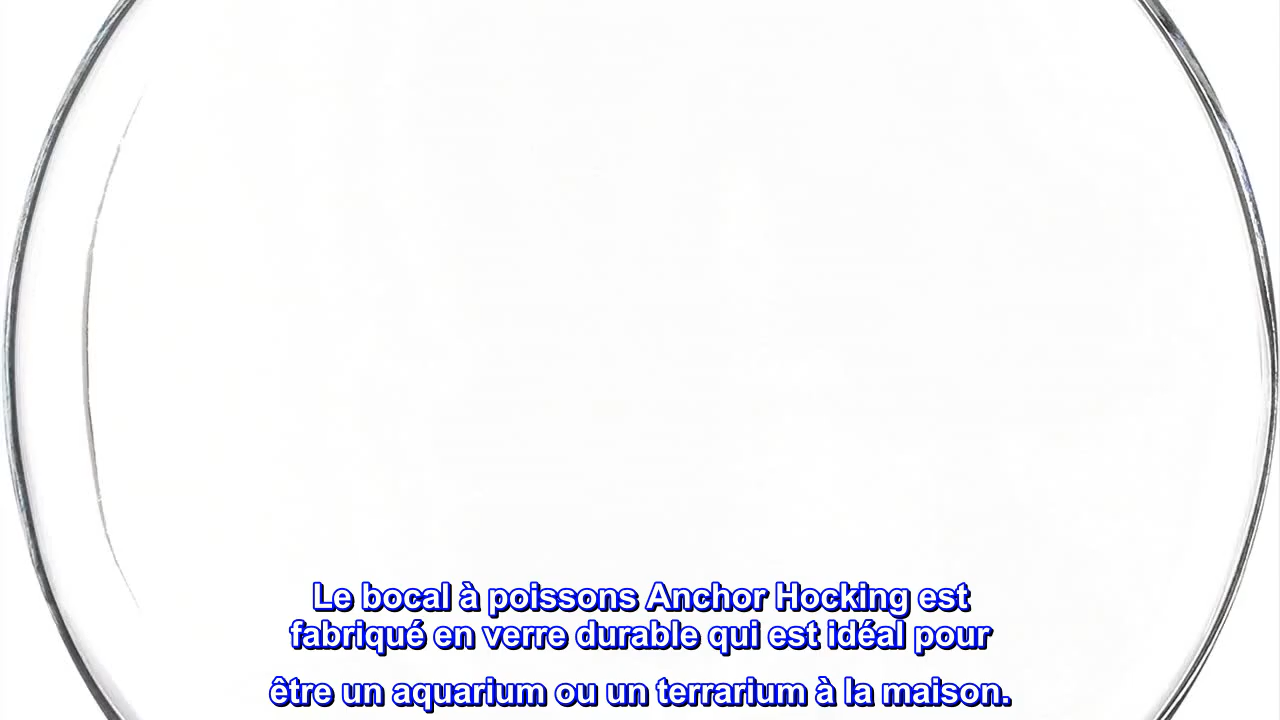 Le bocal à poissons Anchor Hocking est
fabriqué en verre durable qui est idéal pour
être un aquarium ou un terrarium à la maison.